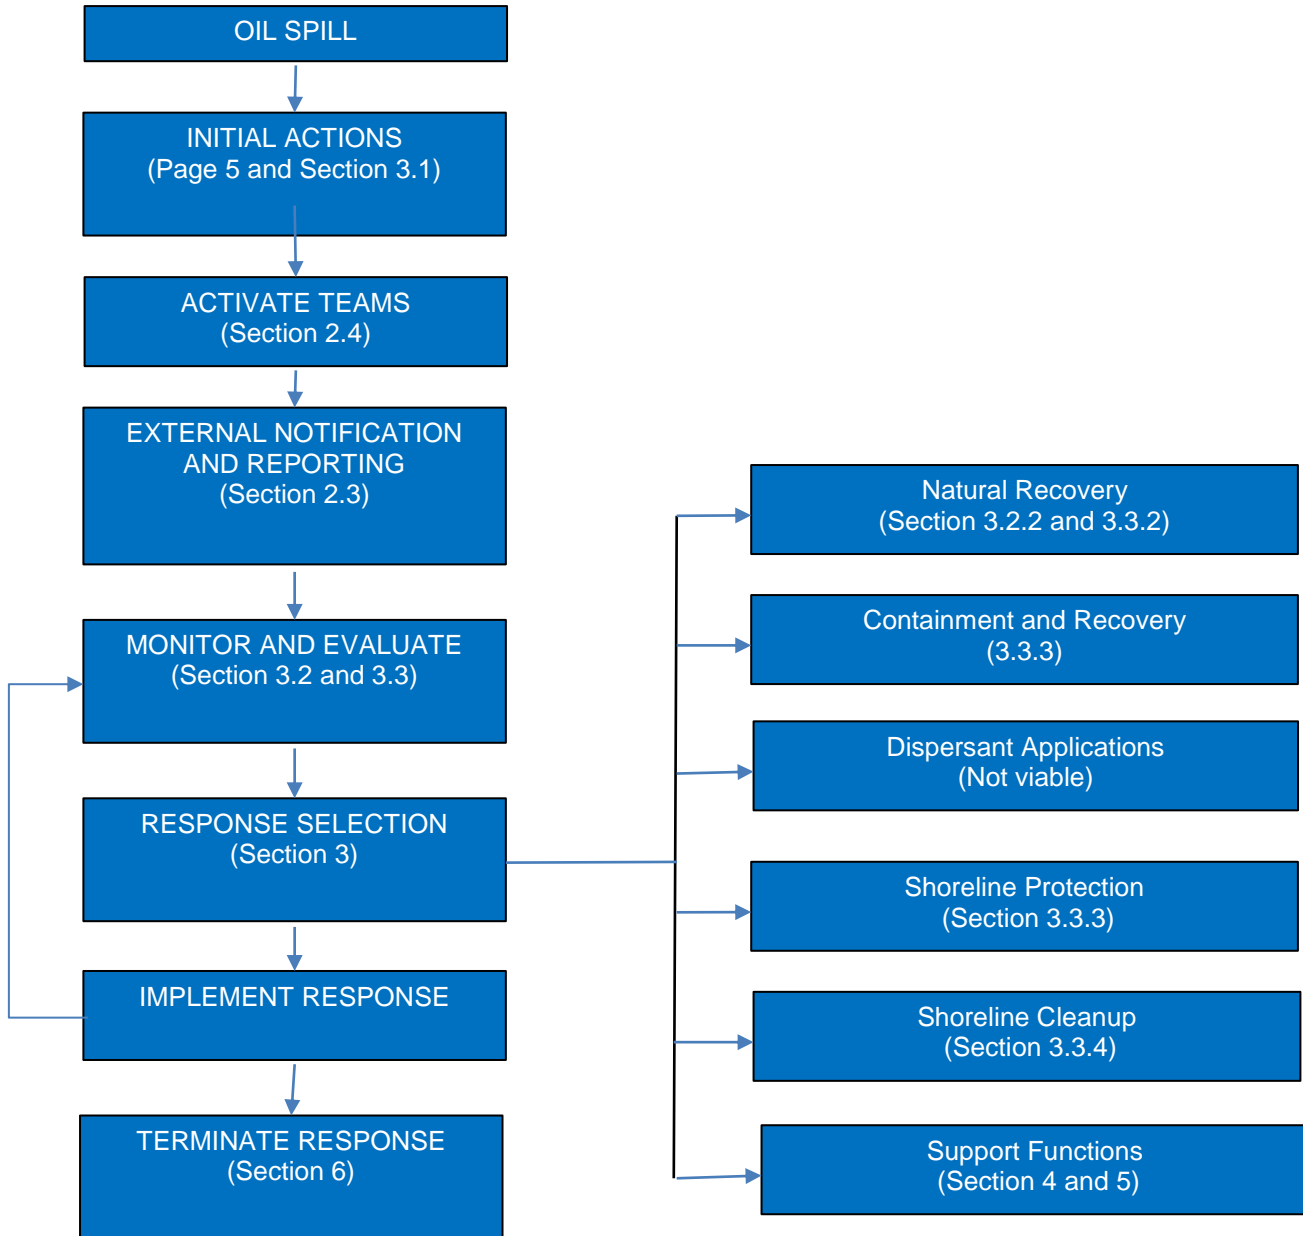 OIL SPILL
INITIAL ACTIONS
(Page 5 and Section 3.1)
ACTIVATE TEAMS
(Section 2.4)
EXTERNAL NOTIFICATION
AND REPORTING
(Section 2.3)
MONITOR AND EVALUATE
(Section 3.2 and 3.3)
RESPONSE SELECTION
(Section 3)
IMPLEMENT RESPONSE
TERMINATE RESPONSE
(Section 6)
Natural Recovery
(Section 3.2.2 and 3.3.2)
Containment and Recovery
(3.3.3)
Dispersant Applications
(Not viable)
Shoreline Protection
(Section 3.3.3)
Shoreline Cleanup
(Section 3.3.4)
Support Functions
(Section 4 and 5)